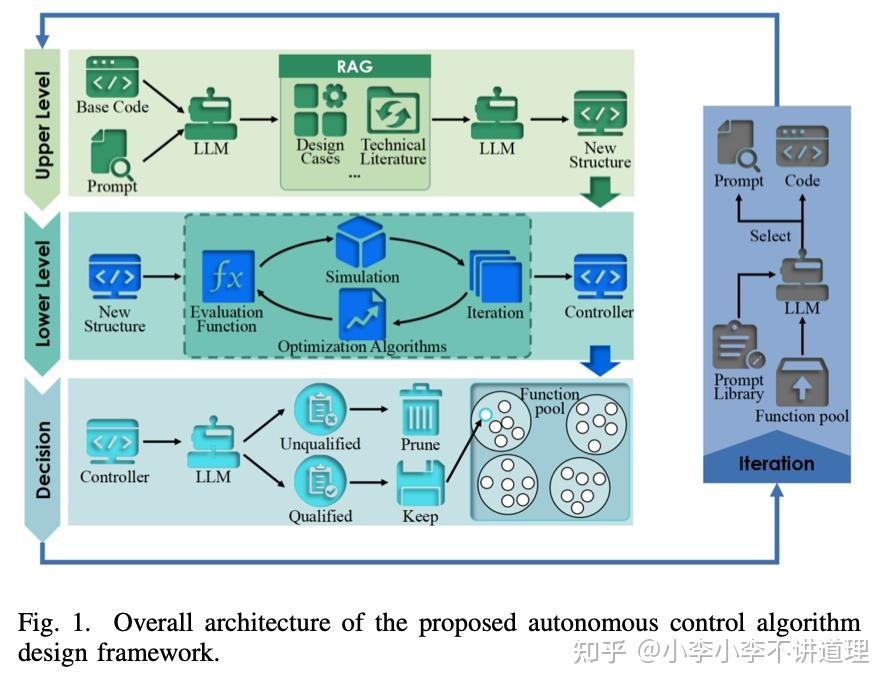 Upper Level
Base Code
Prompt
LLM
RAG
Design
Cases
Technical
Literature
...
LLM
New
Structure
Lower Level
New
Structure
fx
Evaluation
Function
Simulation
Optimization Algorithms
Iteration
Controller
Decision
Controller
LLM
Unqualified
Prune
Qualified
Keep
Function
pool
Prompt
Code
Select
LLM
Prompt
Library
Function pool
Iteration
Fig. 1. Overall architecture of the proposed autonomous control algorithm
design framework.
知乎 @小李小李不讲道理